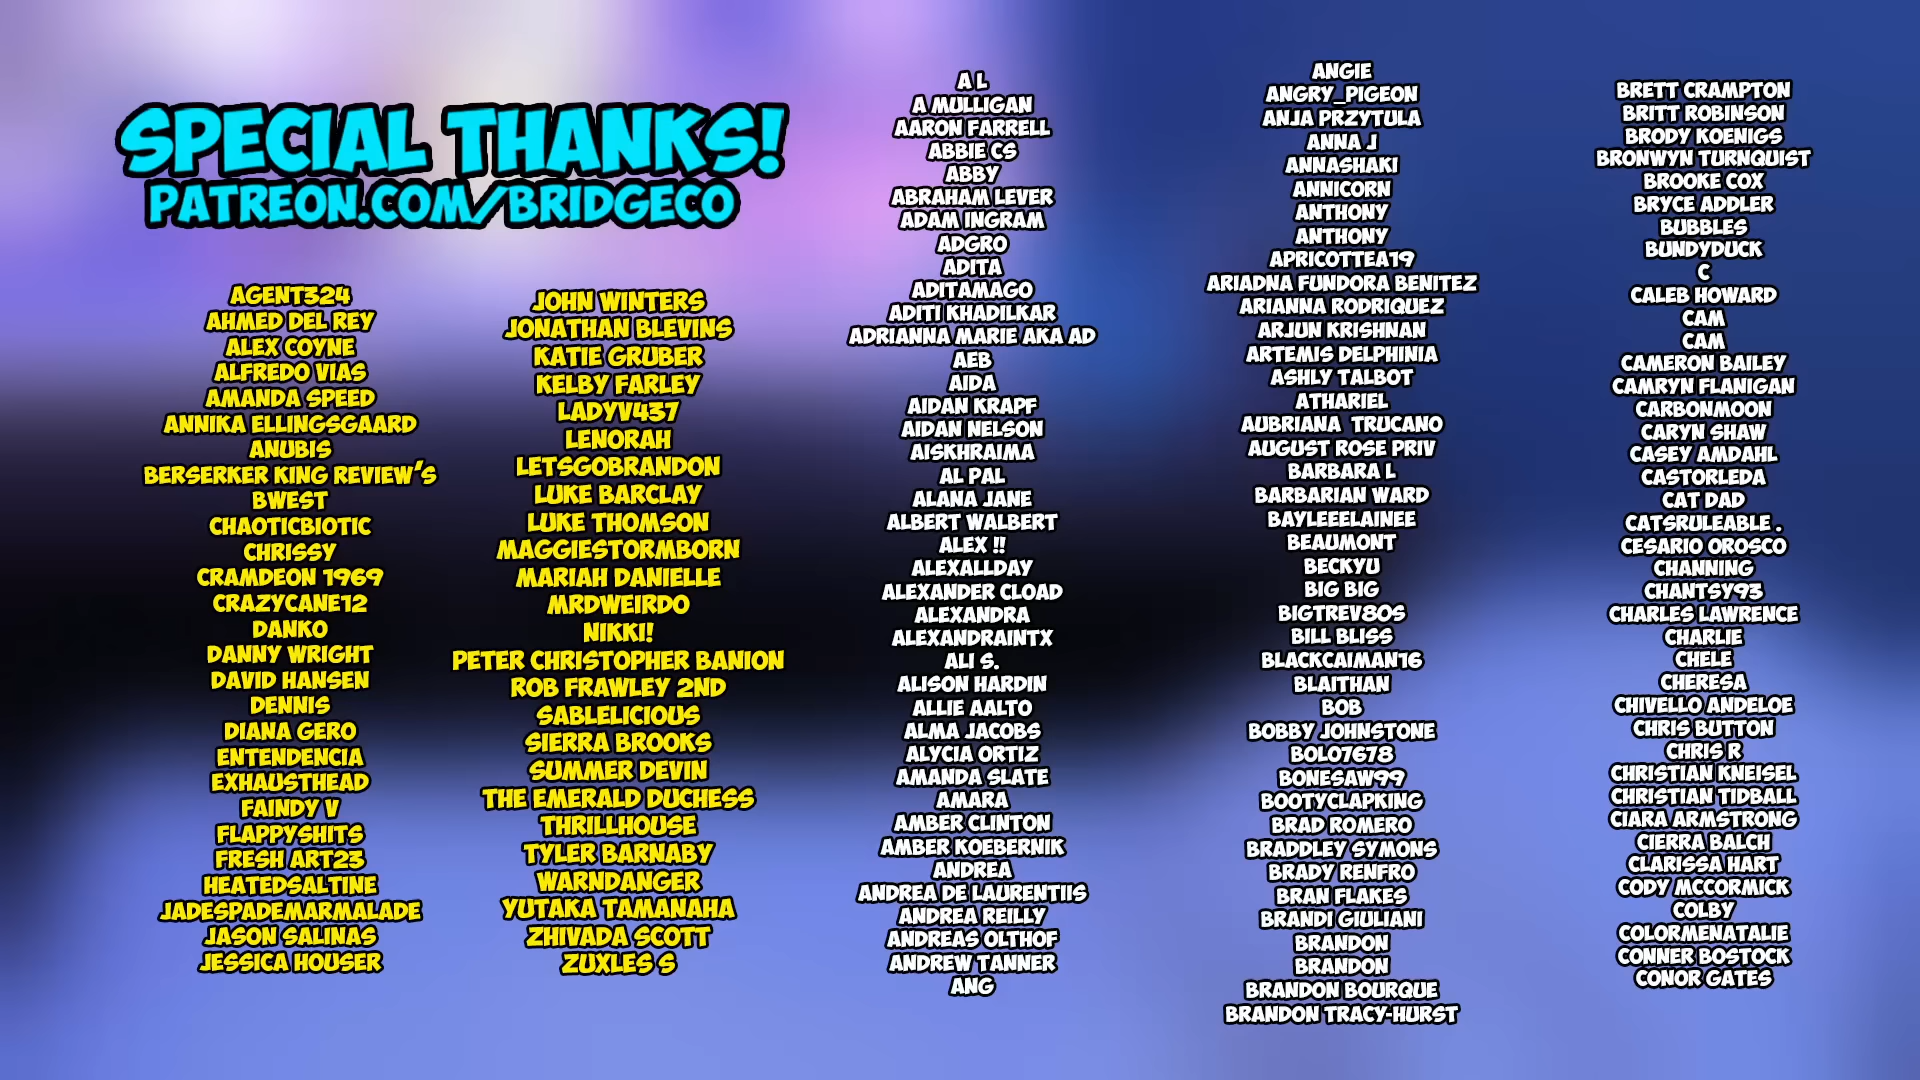 SPECIAL THANKS!
PATREON.COM/BRIDGECO
AGENT324
AHMED DEL REY
ALEX COYNE
ALFREDO VIAS
AMANDA SPEED
ANNIKA ELLINGSGAARD
ANUBIS
BERSERKER KING REVIEW'S
BWEST
CHAOTICBIOTIC
CHRISSY
CRAMDEON 1969
CRAZYCANE12
DANKO
DANNY WRIGHT
DAVID HANSEN
DENNIS
DIANA GERO
ENTENDENCIA
EXHAUSTHEAD
FAINDY V
FLAPPYSHITS
FRESH ART23
HEATEDSALTINE
JADESPADEMARMALADE
JASON SALINAS
JESSICA HOUSER
JOHN WINTERS
JONATHAN BLEVINS
KATIE GRUBER
KELBY FARLEY
LADYV437
LENORAH
LETSGOBRANDON
LUKE BARCLAY
LUKE THOMSON
MAGGIESTORMBORN
MARIAH DANIELLE
MRDWEIRDO
NIKKI!
PETER CHRISTOPHER BANION
ROB FRAWLEY 2ND
SABLELICIOUS
SIERRA BROOKS
SUMMER DEVIN
THE EMERALD DUCHESS
THRILLHOUSE
TYLER BARNABY
WARNDANGER
YUTAKA TAMANAHA
ZHIVADA SCOTT
ZUXLES S
A L
A MULLIGAN
AARON FARRELL
ABBIE CS
ABBY
ABRAHAM LEVER
ADAM INGRAM
ADGRO
ADITA
ADITAMAGO
ADITI KHADILKAR
ADRIANNA MARIE AKA AD
AEB
AIDA
AIDAN KRAPF
AIDAN NELSON
AISKHRAIMA
AL PAL
ALANA JANE
ALBERT WALBERT
ALEX !!
ALEXALLDAY
ALEXANDER CLOAD
ALEXANDRA
ALEXANDRAINTX
ALI S.
ALISON HARDIN
ALLIE AALTO
ALMA JACOBS
ALYCIA ORTIZ
AMANDA SLATE
AMARA
AMBER CLINTON
AMBER KOEBERNIK
ANDREA
ANDREA DE LAURENTIIS
ANDREA REILLY
ANDREAS OLTHOF
ANDREW TANNER
ANG
ANGIE
ANGRY_PIGEON
ANJA PRZYTULA
ANNA J
ANNASHAKI
ANNICORN
ANTHONY
ANTHONY
APRICOTTEA19
ARIADNA FUNDORA BENITEZ
ARIANNA RODRIQUEZ
ARJUN KRISHNAN
ARTEMIS DELPHINIA
ASHLY TALBOT
ATHARIEL
AUBRIANA  TRUCANO
AUGUST ROSE PRIV
BARBARA L
BARBARIAN WARD
BAYLEEELAINEE
BEAUMONT
BECKYU
BIG BIG
BIGTREV80S
BILL BLISS
BLACKCAIMAN16
BLAITHAN
BOB
BOBBY JOHNSTONE
BOLO7678
BONESAW99
BOOTYCLAPKING
BRAD ROMERO
BRADDLEY SYMONS
BRADY RENFRO
BRAN FLAKES
BRANDI GIULIANI
BRANDON
BRANDON
BRANDON BOURQUE
BRANDON TRACY-HURST
BRETT CRAMPTON
BRITT ROBINSON
BRODY KOENIGS
BRONWYN TURNQUIST
BROOKE COX
BRYCE ADDLER
BUBBLES
BUNDYDUCK
C
CALEB HOWARD
CAM
CAM
CAMERON BAILEY
CAMRYN FLANIGAN
CARBONMOON
CARYN SHAW
CASEY AMDAHL
CASTORLEDA
CAT DAD
CATSRULEABLE .
CESARIO OROSCO
CHANNING
CHANTSY93
CHARLES LAWRENCE
CHARLIE
CHELE
CHERESA
CHIVELLO ANDELOE
CHRIS BUTTON
CHRIS R
CHRISTIAN KNEISEL
CHRISTIAN TIDBALL
CIARA ARMSTRONG
CIERRA BALCH
CLARISSA HART
CODY MCCORMICK
COLBY
COLORMENATALIE
CONNER BOSTOCK
CONOR GATES